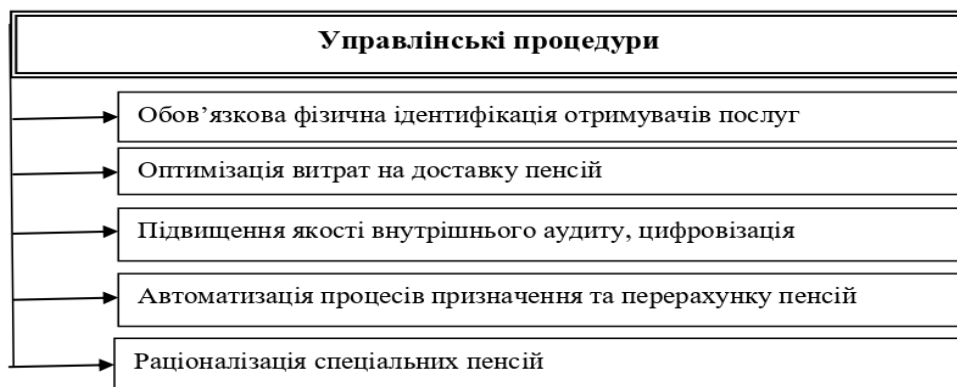 Управлінські процедури
Обов’язкова фізична ідентифікація отримувачів послуг
Оптимізація витрат на доставку пенсій
Підвищення якості внутрішнього аудиту, цифровізація
Автоматизація процесів призначення та перерахунку пенсій
Раціоналізація спеціальних пенсій